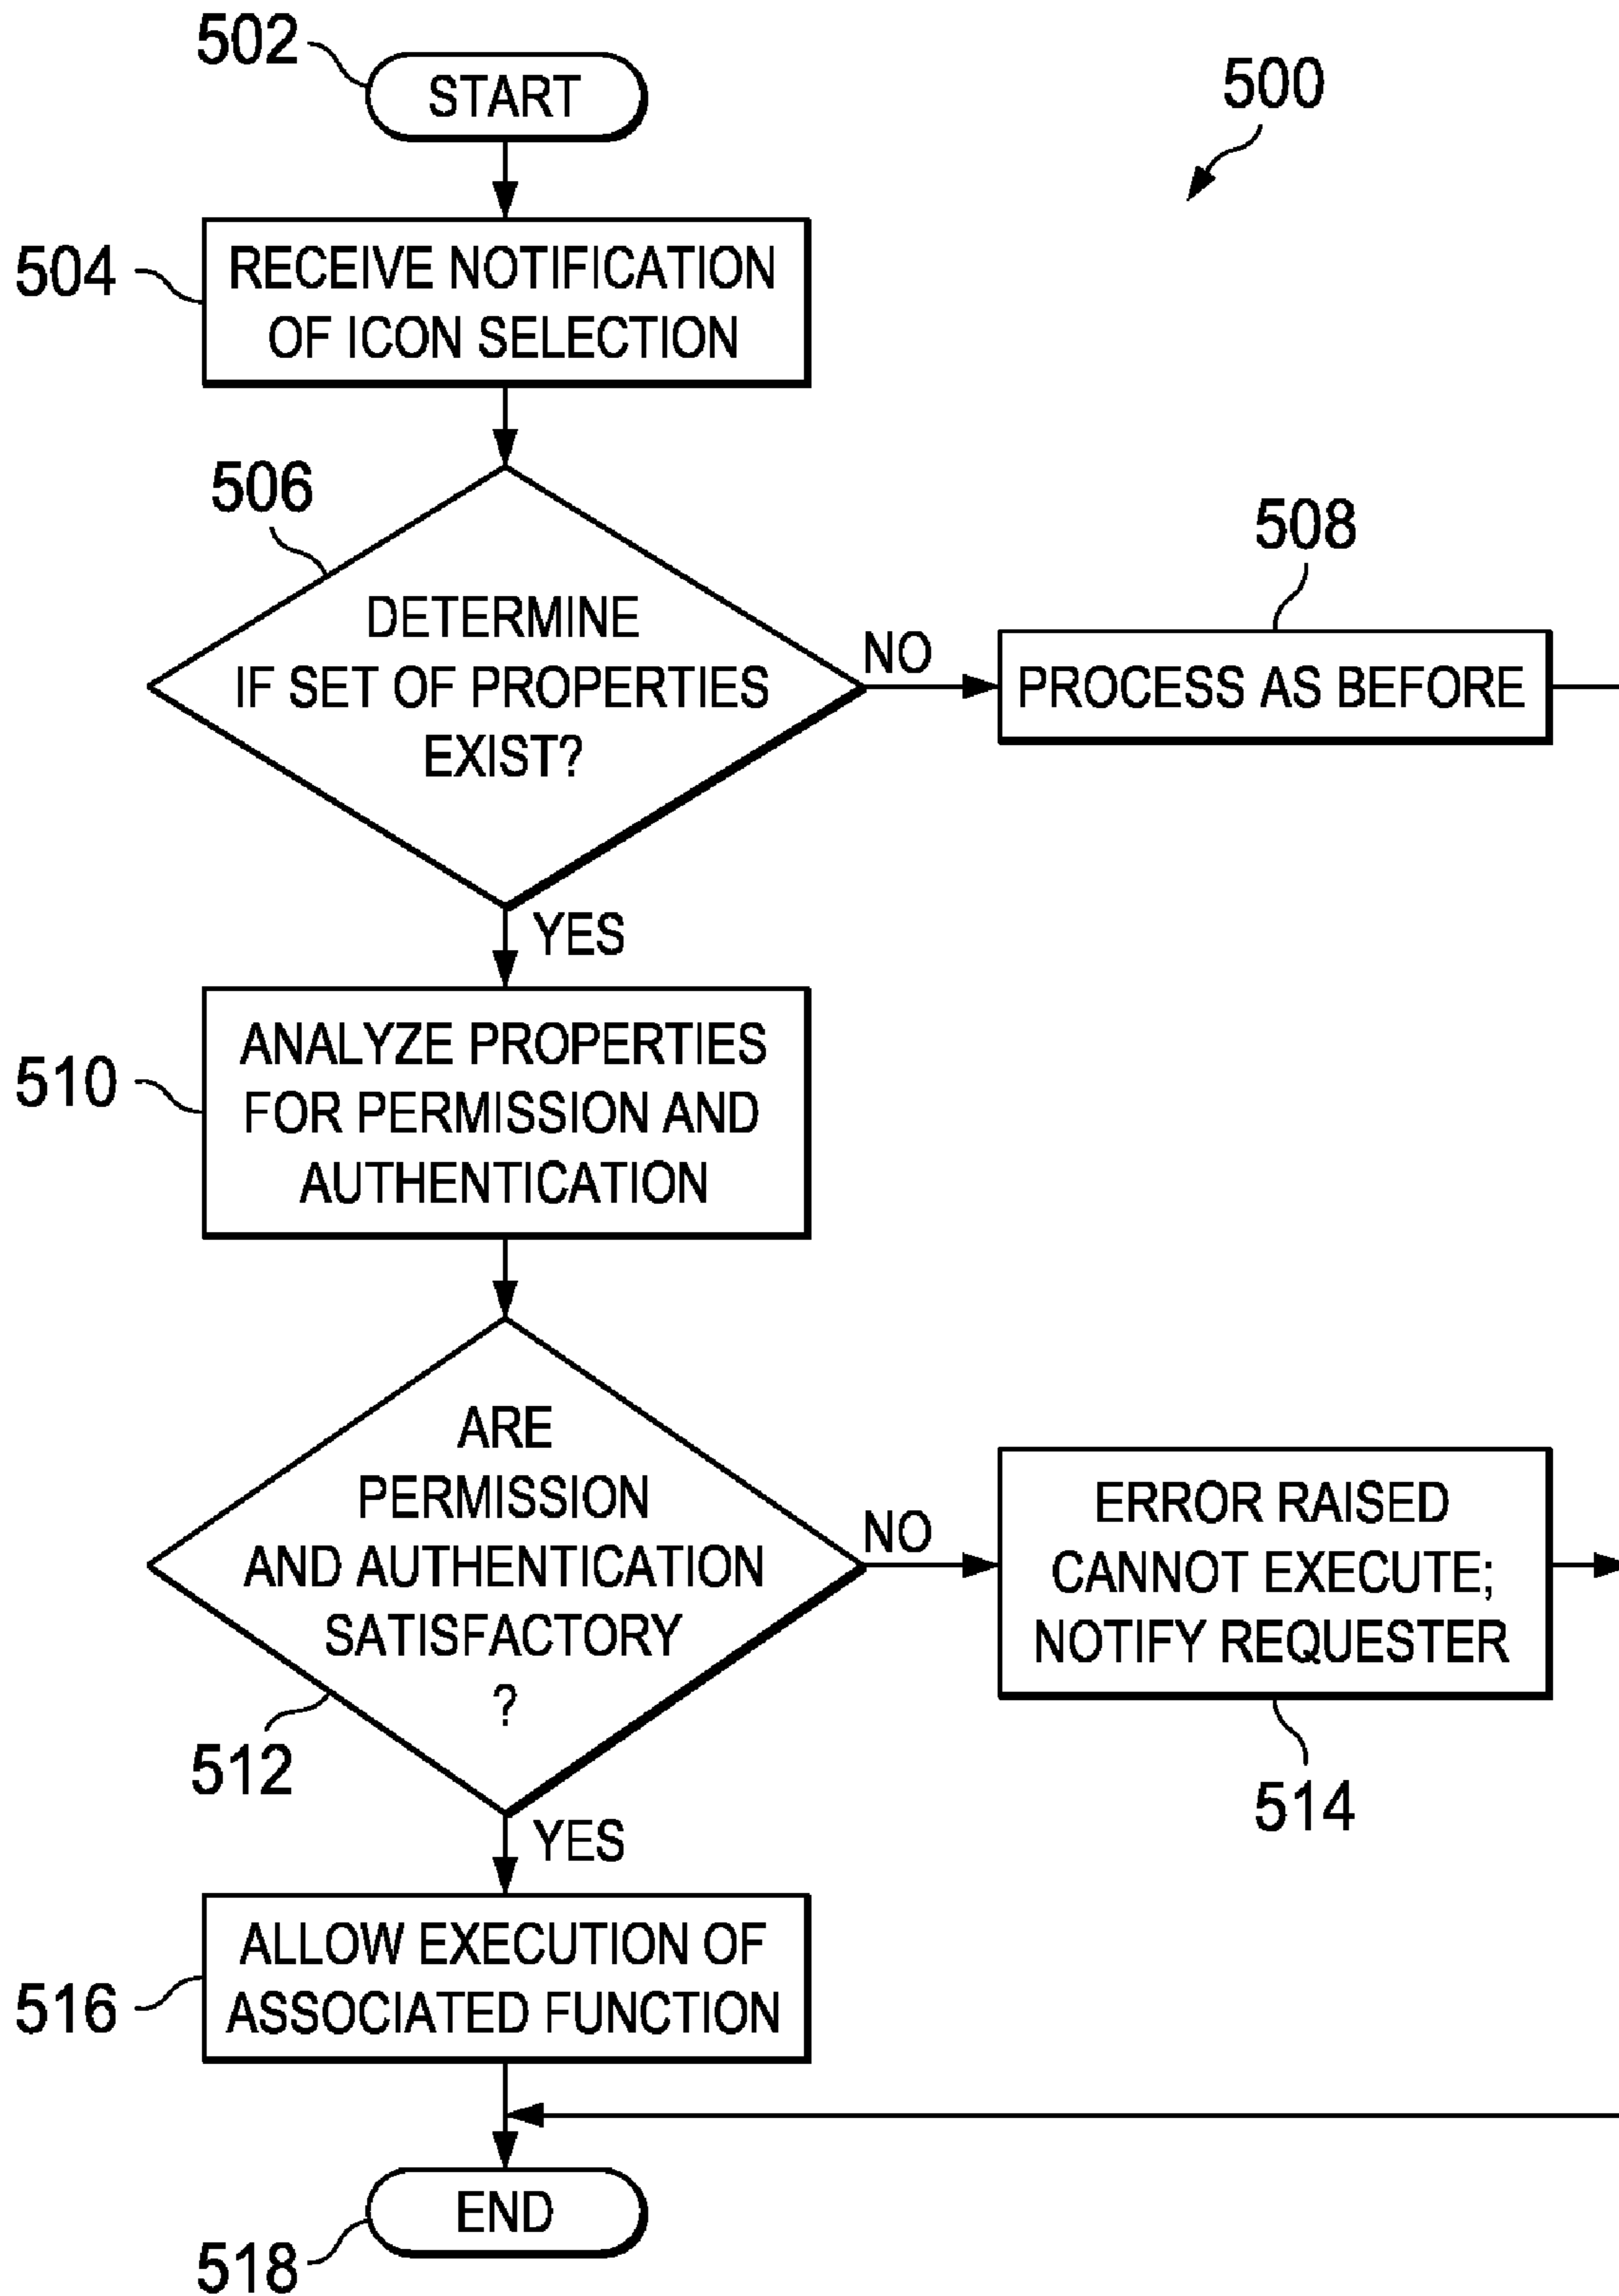 502
START
500
504
RECEIVE NOTIFICATION
OF ICON SELECTION
506
DETERMINE
IF SET OF PROPERTIES
EXIST?
NO
508
PROCESS AS BEFORE
YES
510
ANALYZE PROPERTIES
FOR PERMISSION AND
AUTHENTICATION
ARE
PERMISSION
AND AUTHENTICATION
SATISFACTORY
?
512
NO
ERROR RAISED
CANNOT EXECUTE;
NOTIFY REQUESTER
514
YES
516
ALLOW EXECUTION OF
ASSOCIATED FUNCTION
END
518